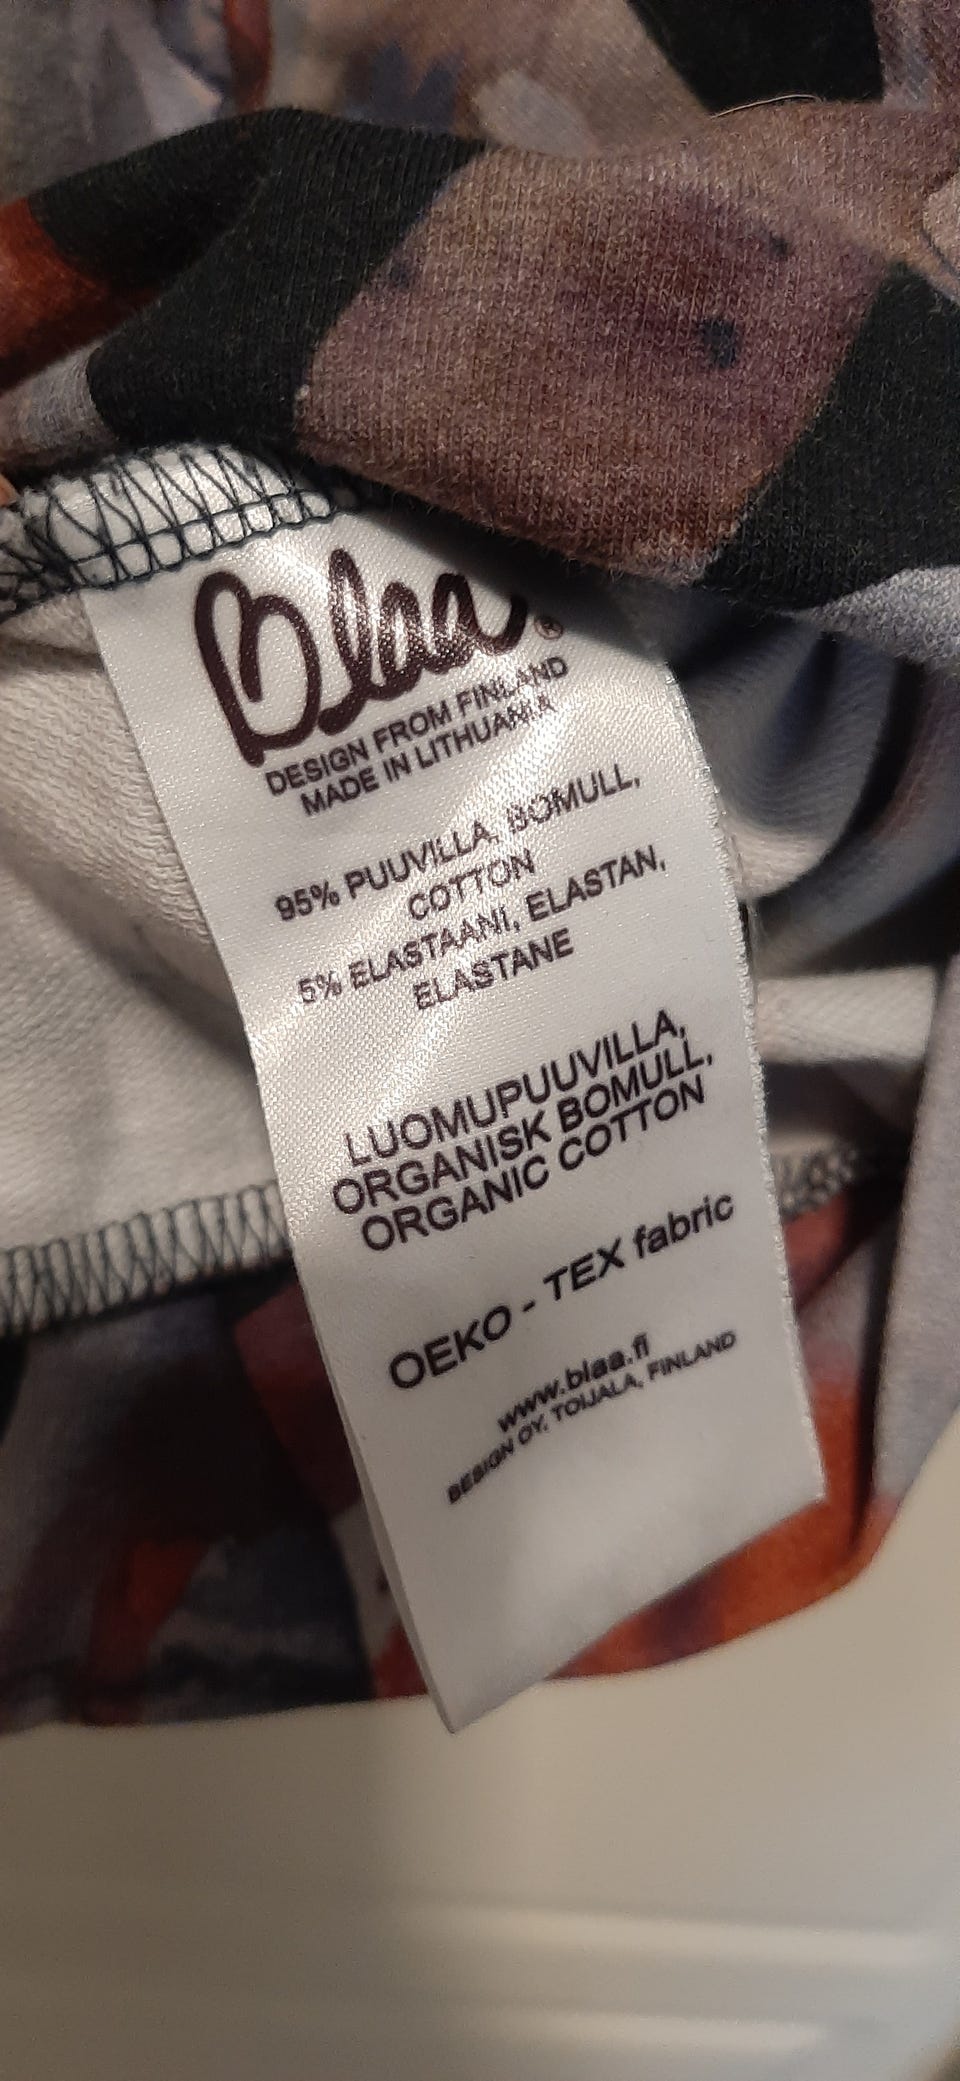 Blaa®
DESIGN FROM FINLAND
MADE IN LITHUANIA
95% PUUVILLA, BOMULL,
COTTON
5% ELASTAANI, ELASTAN,
ELASTANE
LUOMUPUUVILLA,
ORGANISK BOMULL,
ORGANIC COTTON
OEKO - TEX fabric
www.blaa.fi
DESIGN OY, TOIJALA, FINLAND